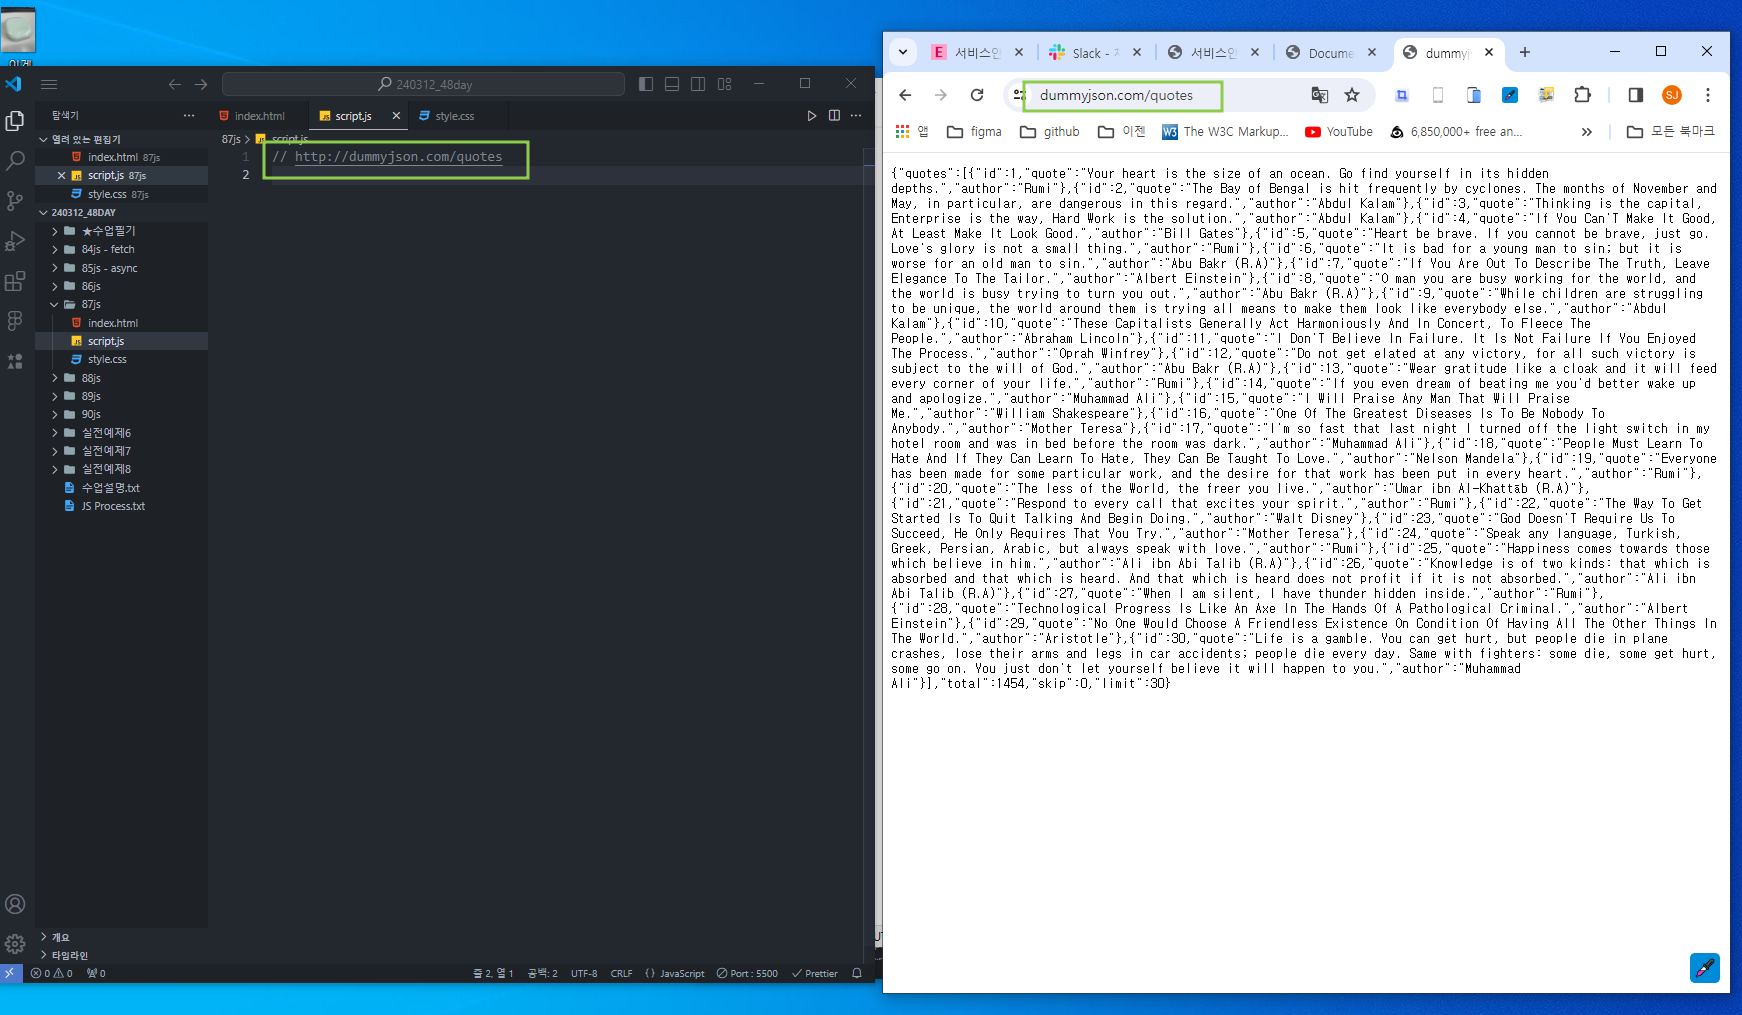 240312_48day
탐색기
index.html
script.js
style.css
열려 있는 편집기
index.html 87js
script.js 87js
style.css 87js
240312_48DAY
★수업필기
84js - fetch
85js - async
86js
87js
index.html
script.js
style.css
88js
89js
90js
실전예제6
실전예제7
실전예제8
수업설명.txt
JS Process.txt
개요
타임라인
87js > script.js
1 // http://dummyjson.com/quotes
2
0 0 0
줄 2, 열 1 공백: 2 UTF-8 CRLF {} JavaScript Port : 5500 Prettier
E 서비스인 Slack - 서비스인 Docume dummyj
dummyjson.com/quotes
SJ
앱 figma github 이젠 W3 The W3C Markup... YouTube 6,850,000+ free an... 모든 북마크
{"quotes":[{"id":1,"quote":"Your heart is the size of an ocean. Go find yourself in its hidden
depths.","author":"Rumi"},{"id":2,"quote":"The Bay of Bengal is hit frequently by cyclones. The months of November and
May, in particular, are dangerous in this regard.","author":"Abdul Kalam"},{"id":3,"quote":"Thinking is the capital,
Enterprise is the way, Hard Work is the solution.","author":"Abdul Kalam"},{"id":4,"quote":"If You Can'T Make It Good,
At Least Make It Look Good.","author":"Bill Gates"},{"id":5,"quote":"Heart be brave. If you cannot be brave, just go.
Love's glory is not a small thing.","author":"Rumi"},{"id":6,"quote":"It is bad for a young man to sin; but it is
worse for an old man to sin.","author":"Abu Bakr (R.A)"},{"id":7,"quote":"If You Are Out To Describe The Truth, Leave
Elegance To The Tailor.","author":"Albert Einstein"},{"id":8,"quote":"O man you are busy working for the world, and
the world is busy trying to turn you out.","author":"Abu Bakr (R.A)"},{"id":9,"quote":"While children are struggling
to be unique, the world around them is trying all means to make them look like everybody else.","author":"Abdul
Kalam"},{"id":10,"quote":"These Capitalists Generally Act Harmoniously And In Concert, To Fleece The
People.","author":"Abraham Lincoln"},{"id":11,"quote":"I Don'T Believe In Failure. It Is Not Failure If You Enjoyed
The Process.","author":"Oprah Winfrey"},{"id":12,"quote":"Do not get elated at any victory, for all such victory is
subject to the will of God.","author":"Abu Bakr (R.A)"},{"id":13,"quote":"Wear gratitude like a cloak and it will feed
every corner of your life.","author":"Rumi"},{"id":14,"quote":"If you even dream of beating me you'd better wake up
and apologize.","author":"Muhammad Ali"},{"id":15,"quote":"I Will Praise Any Man That Will Praise
Me.","author":"William Shakespeare"},{"id":16,"quote":"One Of The Greatest Diseases Is To Be Nobody To
Anybody.","author":"Mother Teresa"},{"id":17,"quote":"I'm so fast that last night I turned off the light switch in my
hotel room and was in bed before the room was dark.","author":"Muhammad Ali"},{"id":18,"quote":"People Must Learn To
Hate And If They Can Learn To Hate, They Can Be Taught To Love.","author":"Nelson Mandela"},{"id":19,"quote":"Everyone
has been made for some particular work, and the desire for that work has been put in every heart.","author":"Rumi"},
{"id":20,"quote":"The less of the World, the freer you live.","author":"Umar ibn Al-Khattāb (R.A)"},
{"id":21,"quote":"Respond to every call that excites your spirit.","author":"Rumi"},{"id":22,"quote":"The Way To Get
Started Is To Quit Talking And Begin Doing.","author":"Walt Disney"},{"id":23,"quote":"God Doesn'T Require Us To
Succeed, He Only Requires That You Try.","author":"Mother Teresa"},{"id":24,"quote":"Speak any language, Turkish,
Greek, Persian, Arabic, but always speak with love.","author":"Rumi"},{"id":25,"quote":"Happiness comes towards those
which believe in him.","author":"Ali ibn Abi Talib (R.A)"},{"id":26,"quote":"Knowledge is of two kinds: that which is
absorbed and that which is heard. And that which is heard does not profit if it is not absorbed.","author":"Ali ibn
Abi Talib (R.A)"},{"id":27,"quote":"When I am silent, I have thunder hidden inside.","author":"Rumi"},
{"id":28,"quote":"Technological Progress Is Like An Axe In The Hands Of A Pathological Criminal.","author":"Albert
Einstein"},{"id":29,"quote":"No One Would Choose A Friendless Existence On Condition Of Having All The Other Things In
The World.","author":"Aristotle"},{"id":30,"quote":"Life is a gamble. You can get hurt, but people die in plane
crashes, lose their arms and legs in car accidents; people die every day. Same with fighters: some die, some get hurt,
some go on. You just don't let yourself believe it will happen to you.","author":"Muhammad
Ali"}],"total":1454,"skip":0,"limit":30}